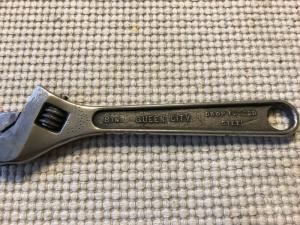 8 IN. QUEEN CITY DROP FORGED
STEEL